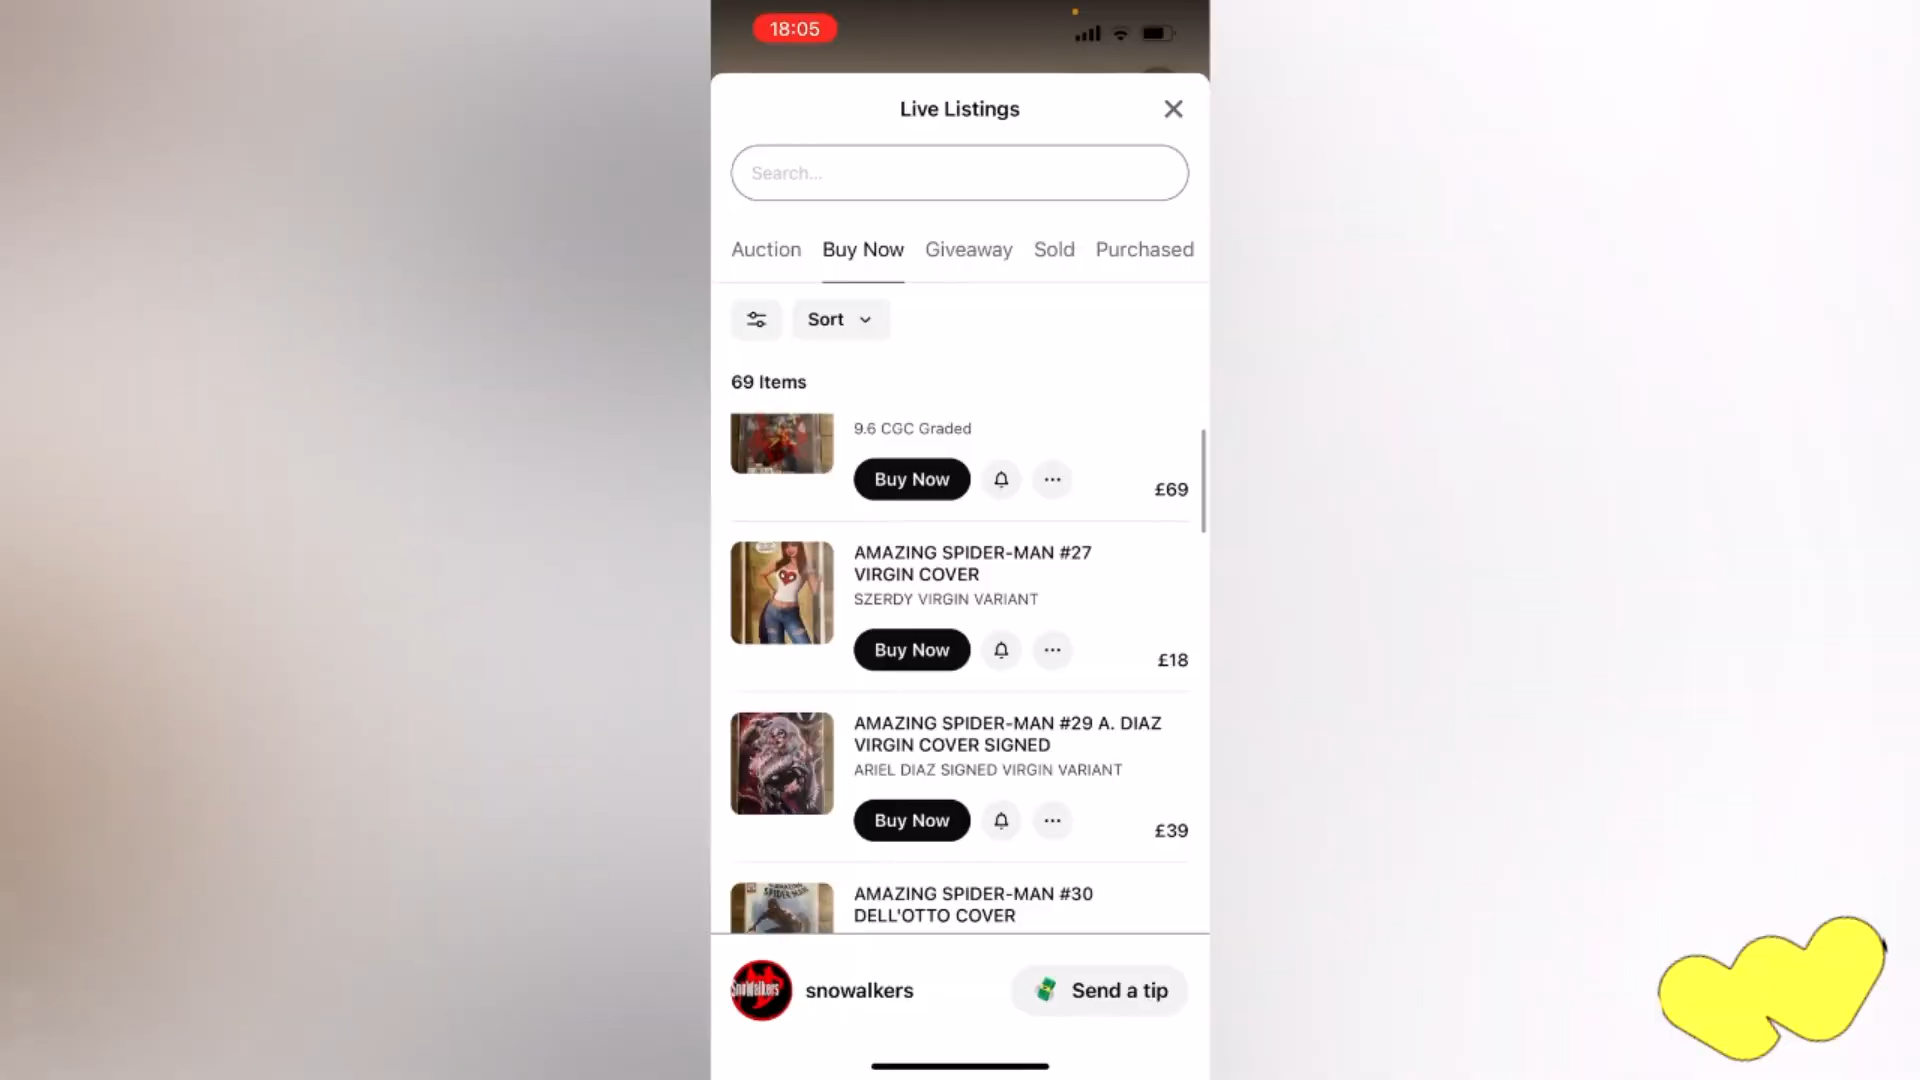 18:05
Live Listings
Search...
Auction Buy Now Giveaway Sold Purchased
Sort
69 Items
9.6 CGC Graded
Buy Now
£69
AMAZING SPIDER-MAN #27
VIRGIN COVER
SZERDY VIRGIN VARIANT
Buy Now
£18
AMAZING SPIDER-MAN #29 A. DIAZ
VIRGIN COVER SIGNED
ARIEL DIAZ SIGNED VIRGIN VARIANT
Buy Now
£39
AMAZING SPIDER-MAN #30
DELL'OTTO COVER
SPIDER-MAN
SnoWalkers
snowalkers
Send a tip